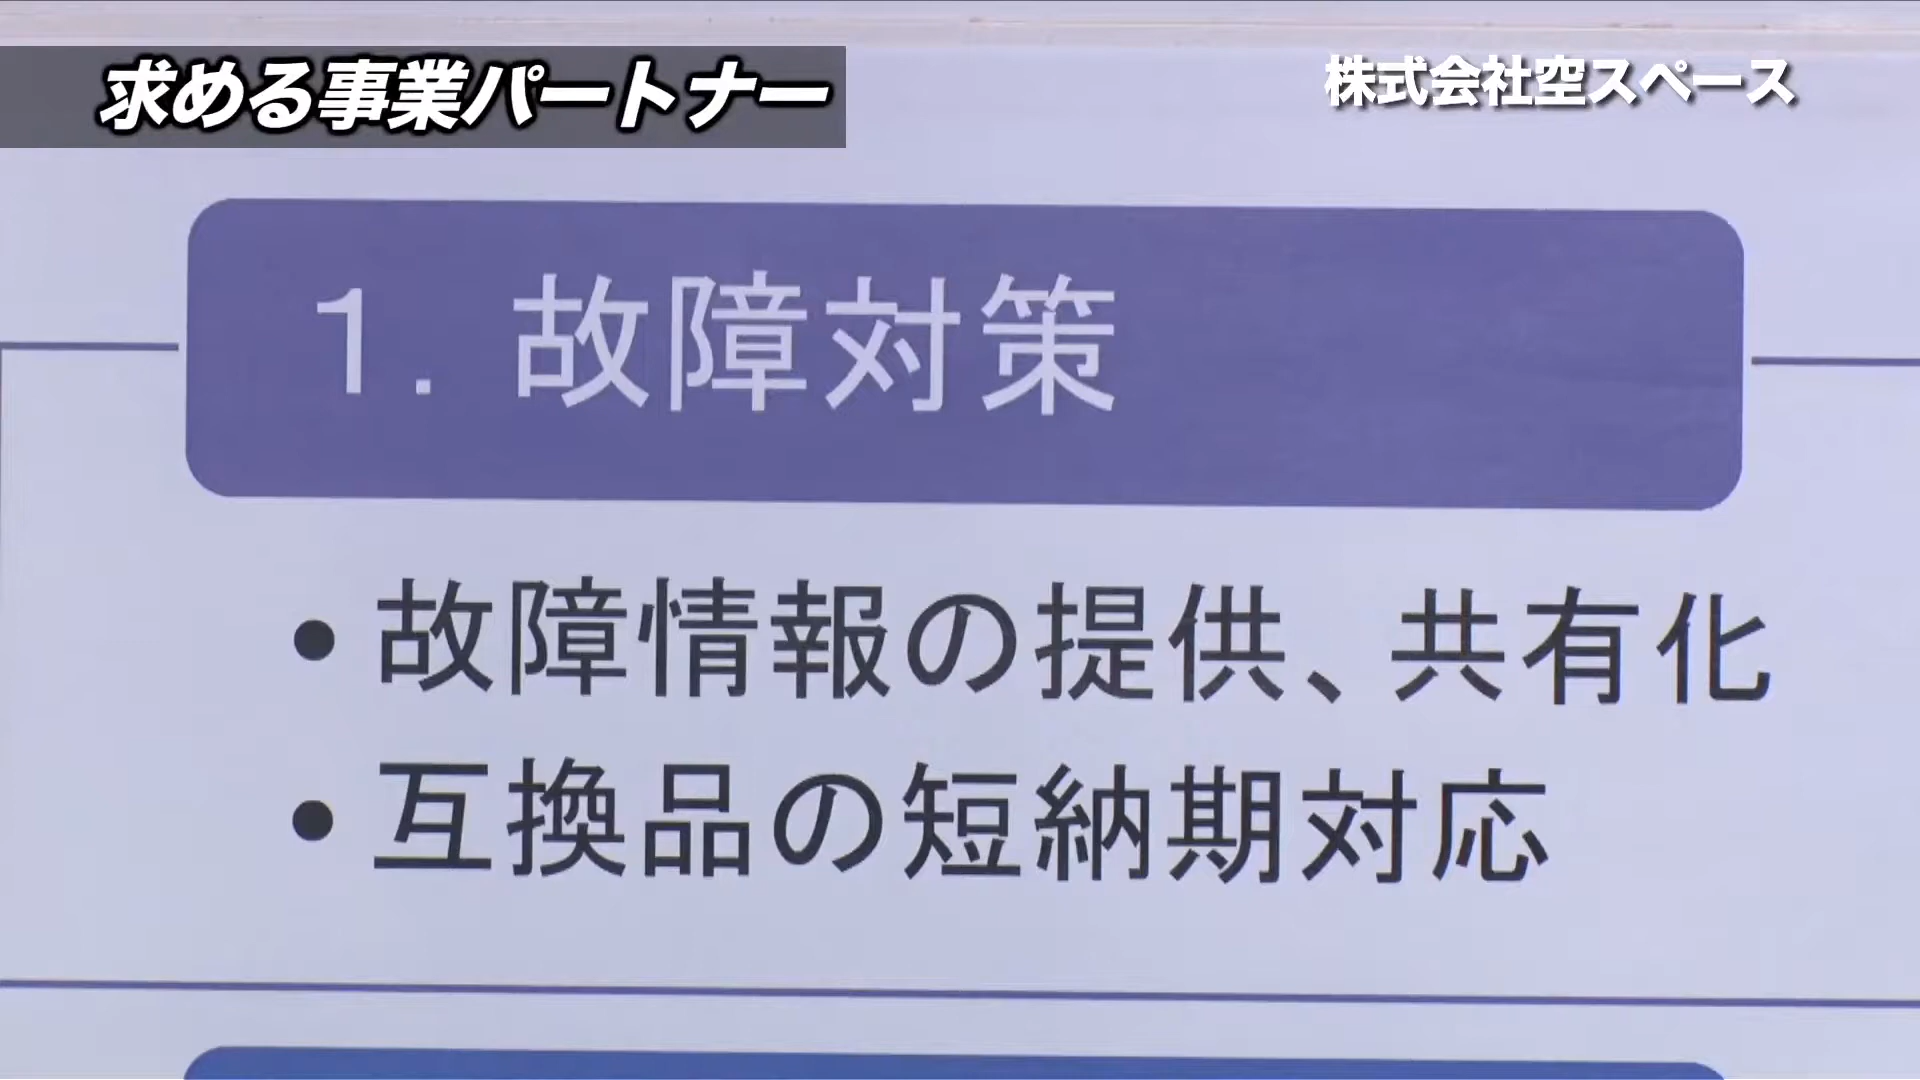 求める事業パートナー
株式会社空スペース
1. 故障対策
• 故障情報の提供、共有化
• 互換品の短納期対応